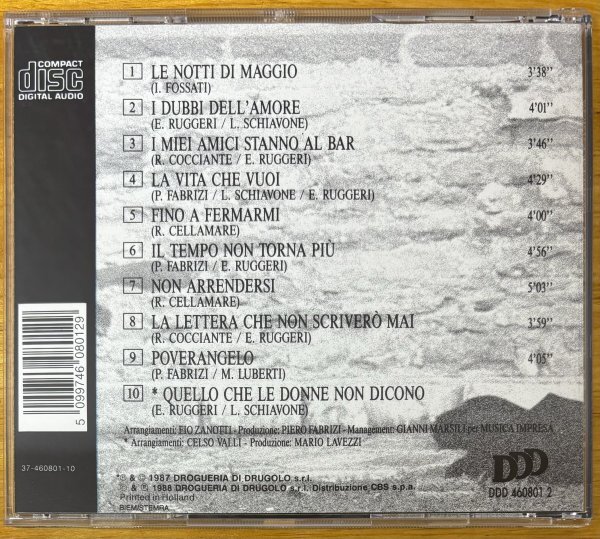 COMPACT
disc
DIGITAL AUDIO
1 LE NOTTI DI MAGGIO 3'38''
(I. FOSSATI)
2 I DUBBI DELL'AMORE 4'01''
(E. RUGGERI / L. SCHIAVONE)
3 I MIEI AMICI STANNO AL BAR 3'46''
(R. COCCIANTE / E. RUGGERI)
4 LA VITA CHE VUOI 4'29''
(P. FABRIZI / L. SCHIAVONE / E. RUGGERI)
5 FINO A FERMARMI 4'00''
(R. CELLAMARE)
6 IL TEMPO NON TORNA PIÙ 4'56''
(P. FABRIZI / E. RUGGERI)
7 NON ARRENDERSI 5'03''
(R. CELLAMARE)
8 LA LETTERA CHE NON SCRIVERÒ MAI 3'59''
(R. COCCIANTE / E. RUGGERI)
9 POVERANGELO 4'05''
(P. FABRIZI / M. LUBERTI)
10 * QUELLO CHE LE DONNE NON DICONO
(E. RUGGERI / L. SCHIAVONE)
Arrangiamenti: FIO ZANOTTI - Produzione: PIERO FABRIZI - Management: GIANNI MARSILI per MUSICA IMPRESA
* Arrangiamenti: CELSO VALLI - Produzione: MARIO LAVEZZI
5 099746 080129
37-460801-10
℗ & © 1987 DROGUERIA DI DRUGOLO s.r.l.
℗ & © 1988 DROGUERIA DI DRUGOLO s.r.l. Distribuzione CBS s.p.a.
Printed in Holland
BIEM/STEMRA
DDD
DDD 460801 2